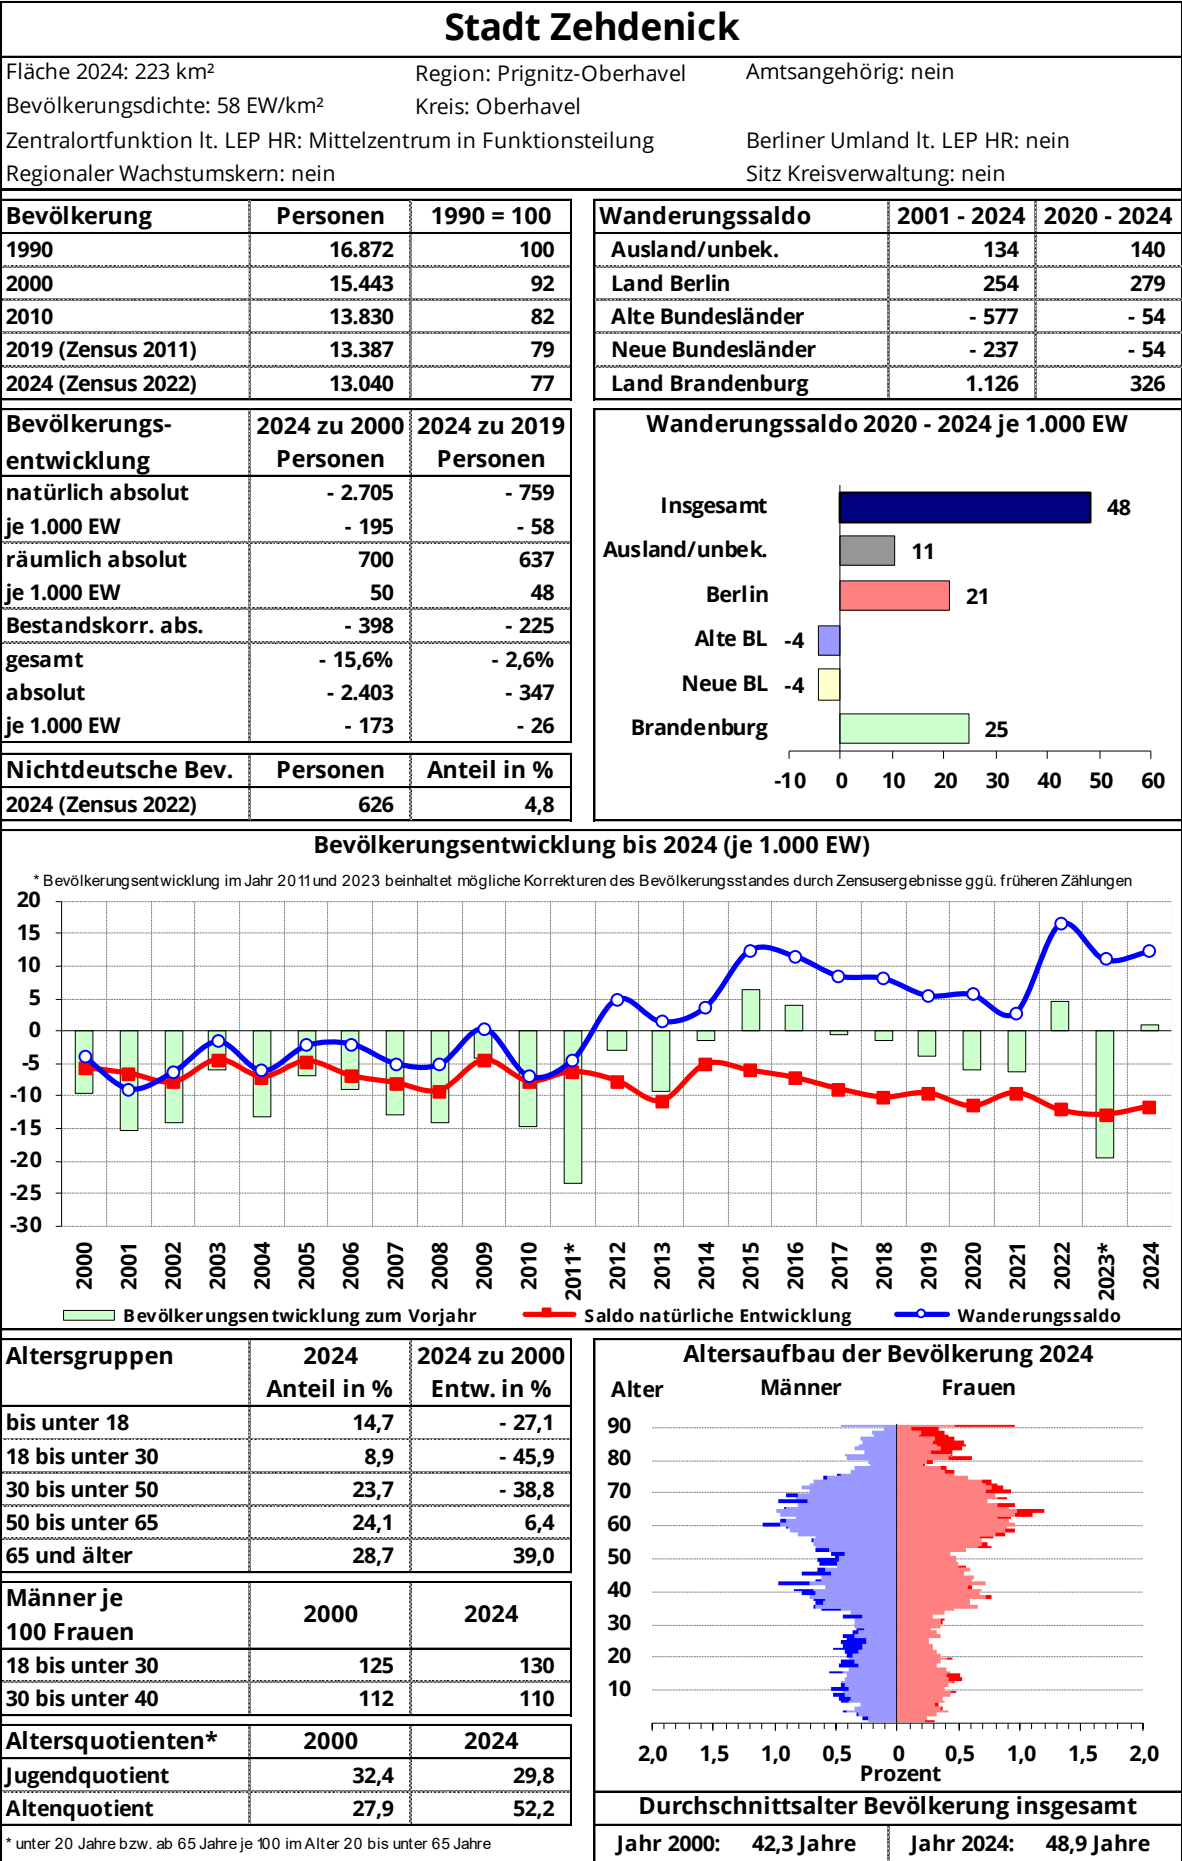 Stadt Zehdenick
Fläche 2024: 223 km² Region: Prignitz-Oberhavel Amtsangehörig: nein
Bevölkerungsdichte: 58 EW/km² Kreis: Oberhavel
Zentralortfunktion lt. LEP HR: Mittelzentrum in Funktionsteilung Berliner Umland lt. LEP HR: nein
Regionaler Wachstumskern: nein Sitz Kreisverwaltung: nein
Bevölkerung Personen 1990 = 100
1990 16.872 100
2000 15.443 92
2010 13.830 82
2019 (Zensus 2011) 13.387 79
2024 (Zensus 2022) 13.040 77
Wanderungssaldo 2001 - 2024 2020 - 2024
Ausland/unbek. 134 140
Land Berlin 254 279
Alte Bundesländer - 577 - 54
Neue Bundesländer - 237 - 54
Land Brandenburg 1.126 326
Bevölkerungs- 2024 zu 2000 2024 zu 2019
entwicklung Personen Personen
natürlich absolut - 2.705 - 759
je 1.000 EW - 195 - 58
räumlich absolut 700 637
je 1.000 EW 50 48
Bestandskorr. abs. - 398 - 225
gesamt - 15,6% - 2,6%
absolut - 2.403 - 347
je 1.000 EW - 173 - 26
Nichtdeutsche Bev. Personen Anteil in %
2024 (Zensus 2022) 626 4,8
Wanderungssaldo 2020 - 2024 je 1.000 EW
Insgesamt 48
Ausland/unbek. 11
Berlin 21
Alte BL -4
Neue BL -4
Brandenburg 25
-10 0 10 20 30 40 50 60
Bevölkerungsentwicklung bis 2024 (je 1.000 EW)
* Bevölkerungsentwicklung im Jahr 2011 und 2023 beinhaltet mögliche Korrekturen des Bevölkerungsstandes durch Zensusergebnisse ggü. früheren Zählungen
20
15
10
5
0
-5
-10
-15
-20
-25
-30
2000 2001 2002 2003 2004 2005 2006 2007 2008 2009 2010 2011* 2012 2013 2014 2015 2016 2017 2018 2019 2020 2021 2022 2023* 2024
Bevölkerungsentwicklung zum Vorjahr Saldo natürliche Entwicklung Wanderungssaldo
Altersgruppen 2024 2024 zu 2000
Anteil in % Entw. in %
bis unter 18 14,7 - 27,1
18 bis unter 30 8,9 - 45,9
30 bis unter 50 23,7 - 38,8
50 bis unter 65 24,1 6,4
65 und älter 28,7 39,0
Männer je
100 Frauen 2000 2024
18 bis unter 30 125 130
30 bis unter 40 112 110
Altersquotienten* 2000 2024
Jugendquotient 32,4 29,8
Altenquotient 27,9 52,2
* unter 20 Jahre bzw. ab 65 Jahre je 100 im Alter 20 bis unter 65 Jahre
Altersaufbau der Bevölkerung 2024
Alter Männer Frauen
90
80
70
60
50
40
30
20
10
2,0 1,5 1,0 0,5 0 0,5 1,0 1,5 2,0
Prozent
Durchschnittsalter Bevölkerung insgesamt
Jahr 2000: 42,3 Jahre Jahr 2024: 48,9 Jahre